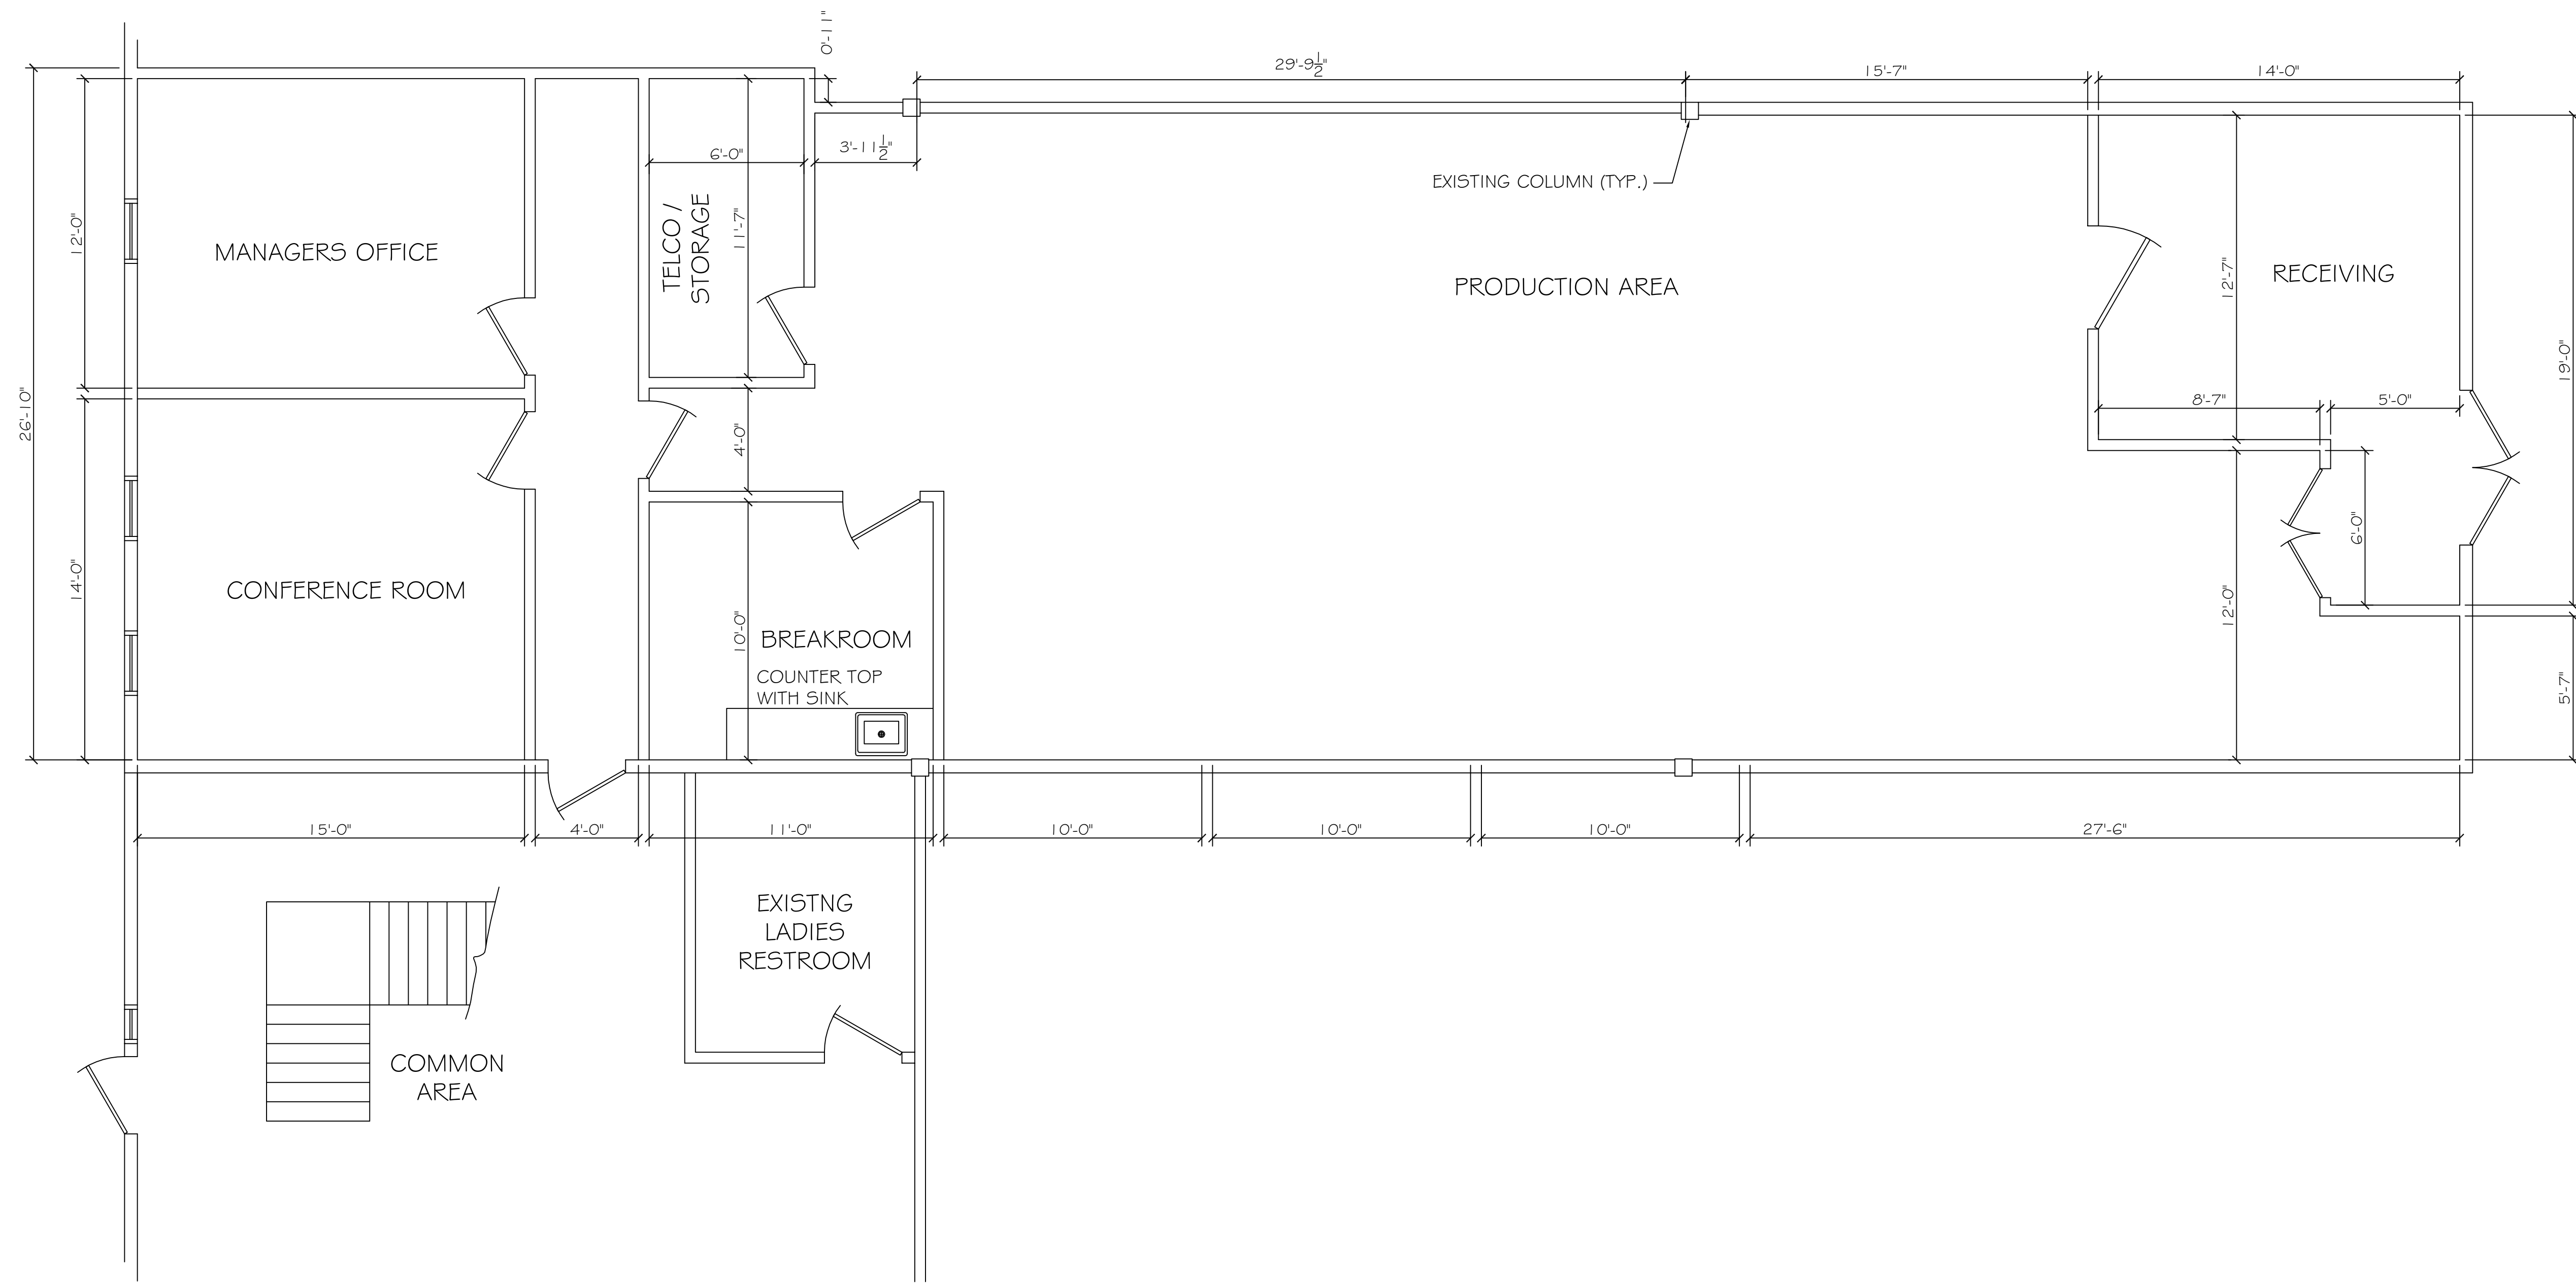 0'-11"
29'-9 1/2"
15'-7"
14'-0"
6'-0"
3'-11 1/2"
EXISTING COLUMN (TYP.)
12'-0"
MANAGERS OFFICE
TELCO /
STORAGE
11'-7"
PRODUCTION AREA
12'-7"
RECEIVING
19'-0"
26'-10"
8'-7"
5'-0"
4'-0"
6'-0"
14'-0"
CONFERENCE ROOM
10'-0"
BREAKROOM
COUNTER TOP
WITH SINK
12'-0"
5'-7"
15'-0"
4'-0"
11'-0"
10'-0"
10'-0"
10'-0"
27'-6"
EXISTNG
LADIES
RESTROOM
COMMON
AREA